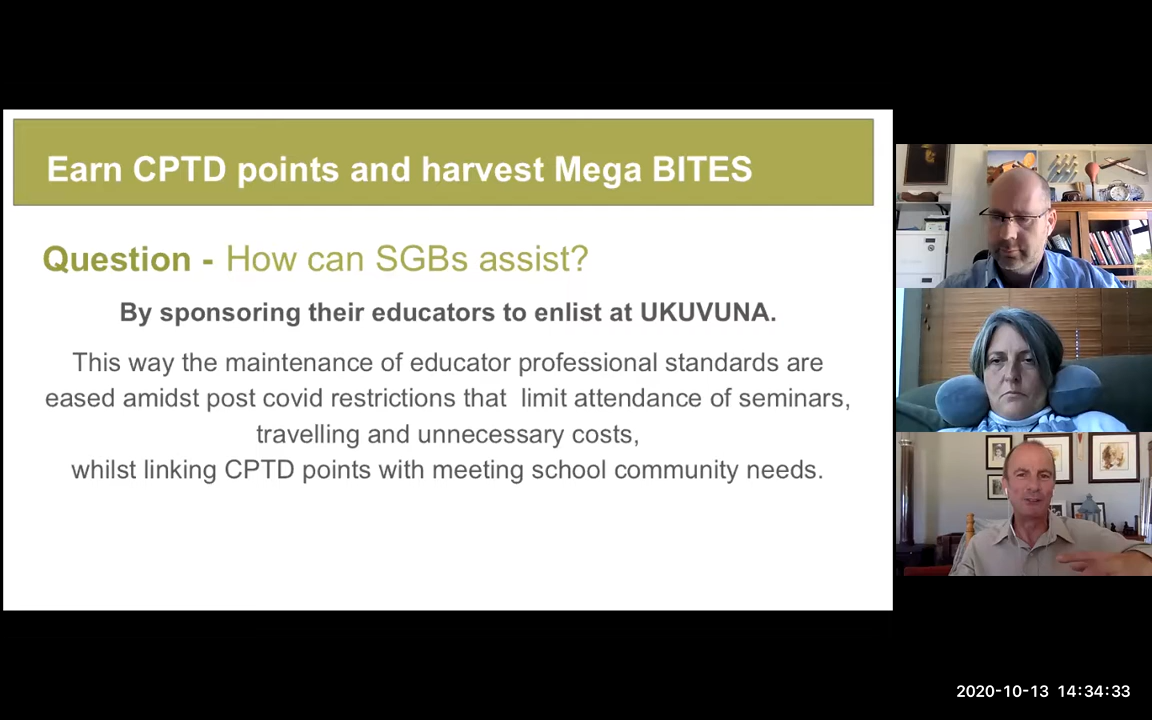 Earn CPTD points and harvest Mega BITES
Question - How can SGBs assist?
By sponsoring their educators to enlist at UKUVUNA.
This way the maintenance of educator professional standards are
eased amidst post covid restrictions that  limit attendance of seminars,
travelling and unnecessary costs,
whilst linking CPTD points with meeting school community needs.
2020-10-13 14:34:33